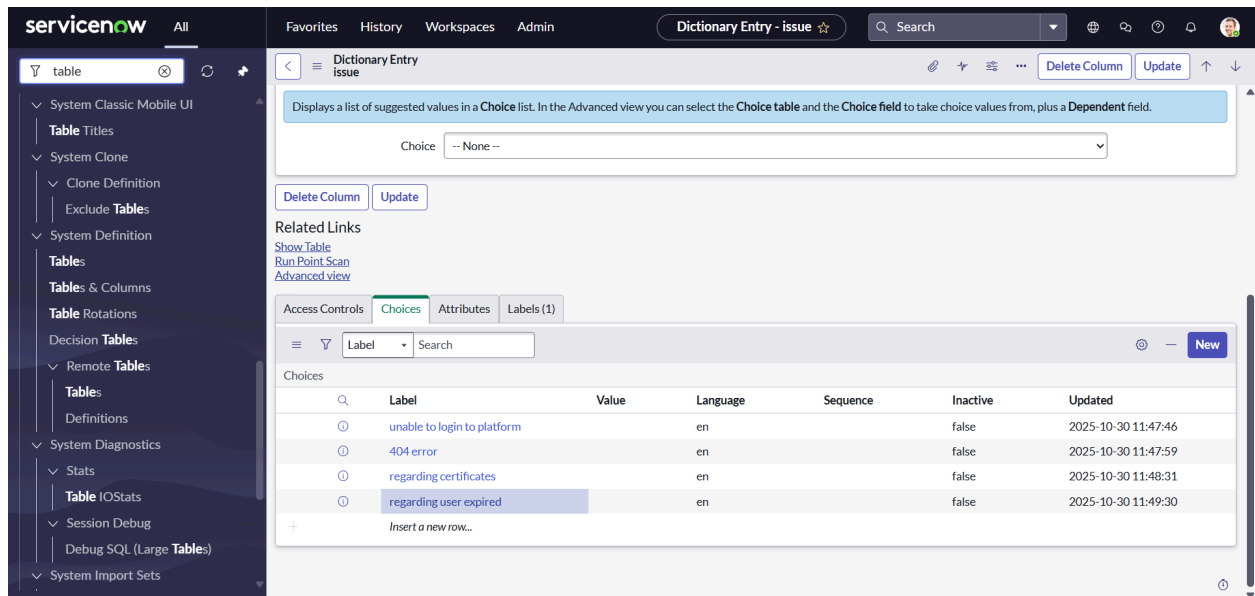 servicenow All Favorites History Workspaces Admin Dictionary Entry - issue Search
table
System Classic Mobile UI
Table Titles
System Clone
Clone Definition
Exclude Tables
System Definition
Tables
Tables & Columns
Table Rotations
Decision Tables
Remote Tables
Tables
Definitions
System Diagnostics
Stats
Table IOStats
Session Debug
Debug SQL (Large Tables)
System Import Sets
Dictionary Entry
issue
Delete Column Update
Displays a list of suggested values in a Choice list. In the Advanced view you can select the Choice table and the Choice field to take choice values from, plus a Dependent field.
Choice -- None --
Delete Column Update
Related Links
Show Table
Run Point Scan
Advanced view
Access Controls Choices Attributes Labels (1)
Label Search New
Choices
Label Value Language Sequence Inactive Updated
unable to login to platform en false 2025-10-30 11:47:46
404 error en false 2025-10-30 11:47:59
regarding certificates en false 2025-10-30 11:48:31
regarding user expired en false 2025-10-30 11:49:30
Insert a new row...